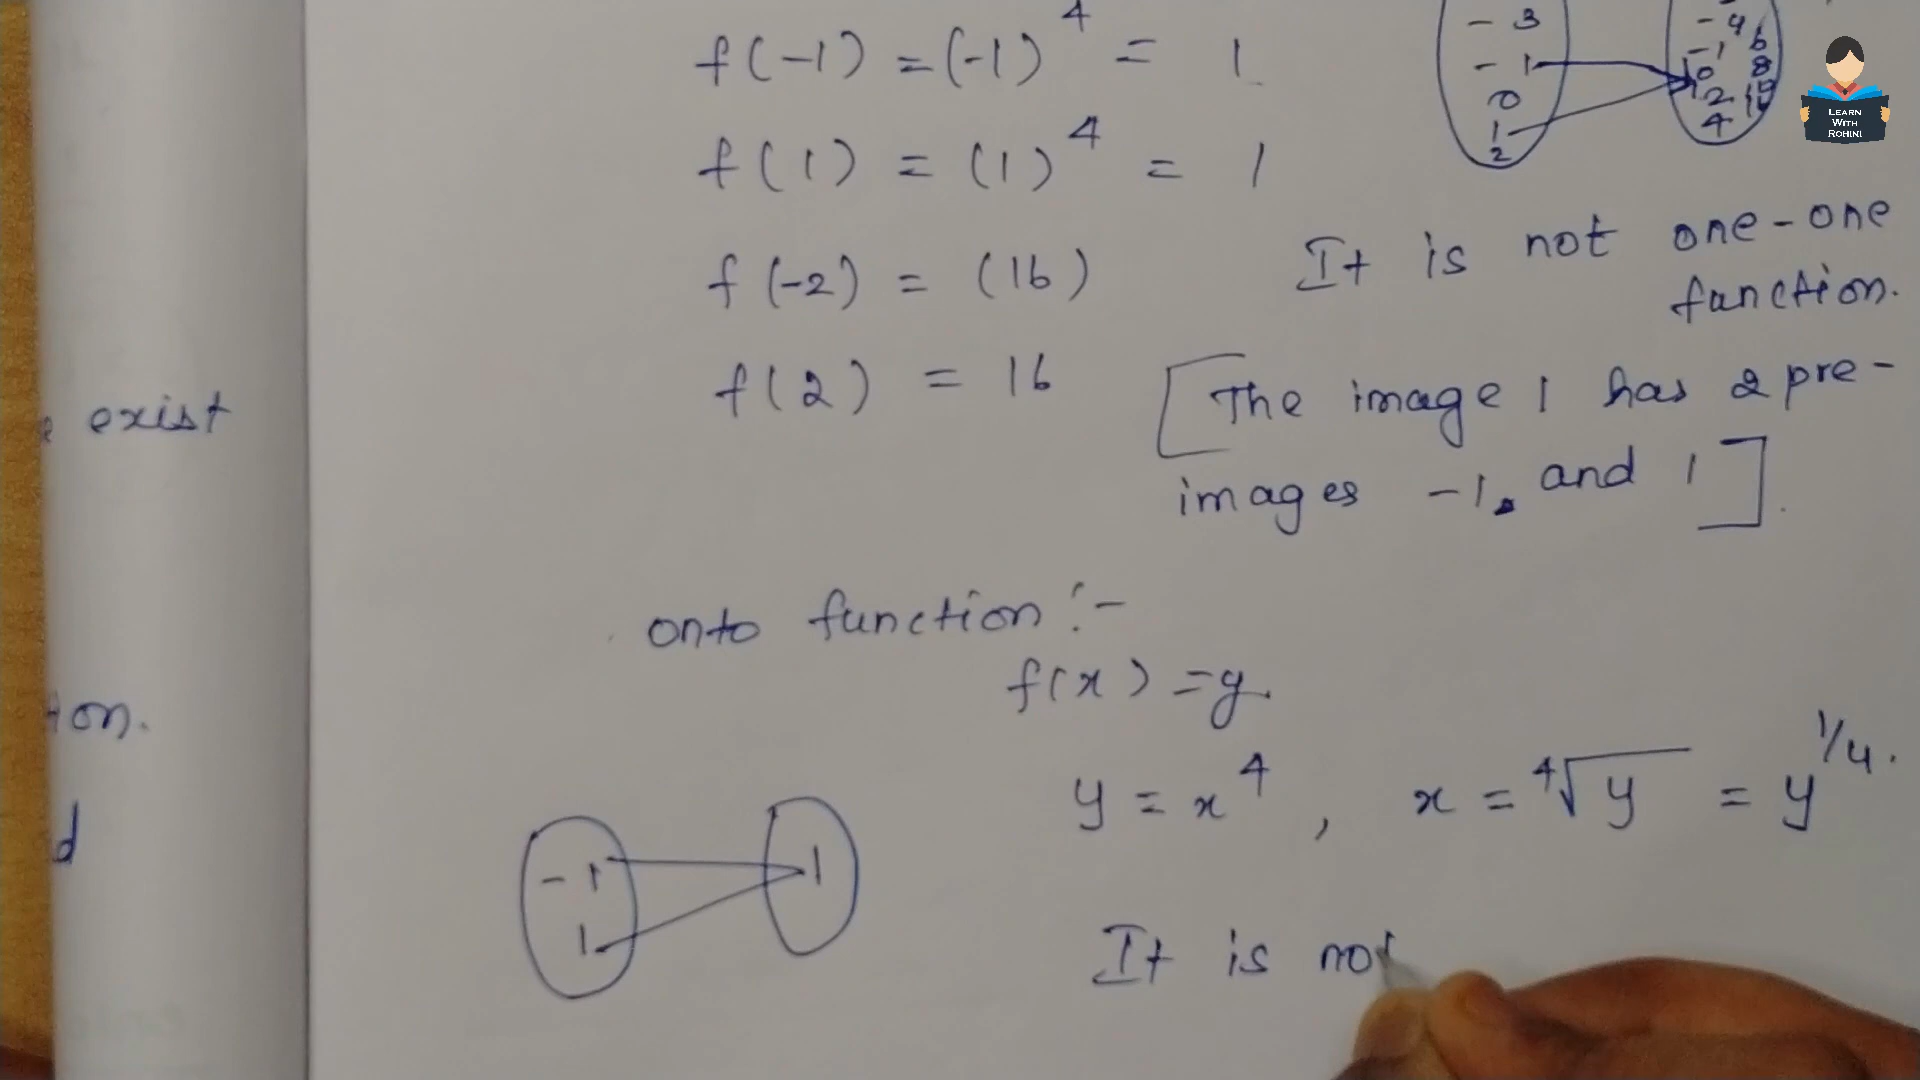 f(-1) = (-1)^4 = 1
f(1) = (1)^4 = 1
f(-2) = (16)
f(2) = 16
- 3
- 1
0
1
2
- 4
- 1 6
0 8
2
4
LEARN
WITH
ROHINI
It is not one-one
function.
[The image 1 has 2 pre-
images -1, and 1].
exist
on.
d
onto function :-
f(x) = y
y = x^4 , x = ∜y = y^1/4.
-1
1
1
It is not